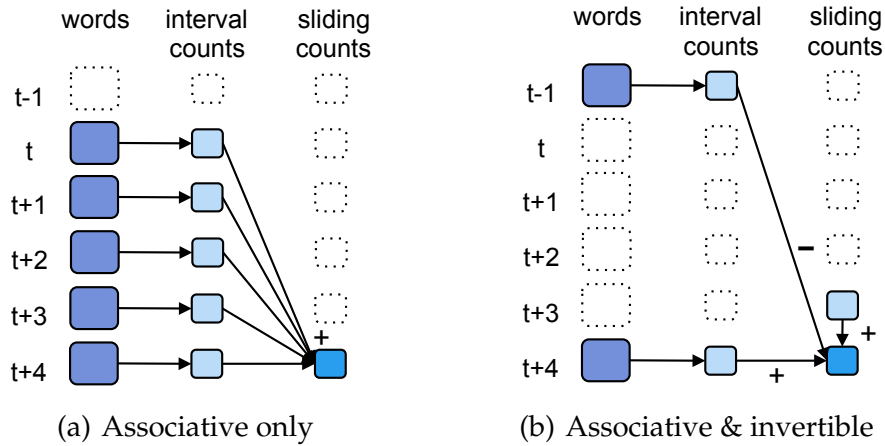 words interval counts sliding counts
t-1
t
t+1
t+2
t+3
t+4
+
(a) Associative only
words interval counts sliding counts
t-1
t
t+1
t+2
t+3
t+4
−
+
+
(b) Associative & invertible